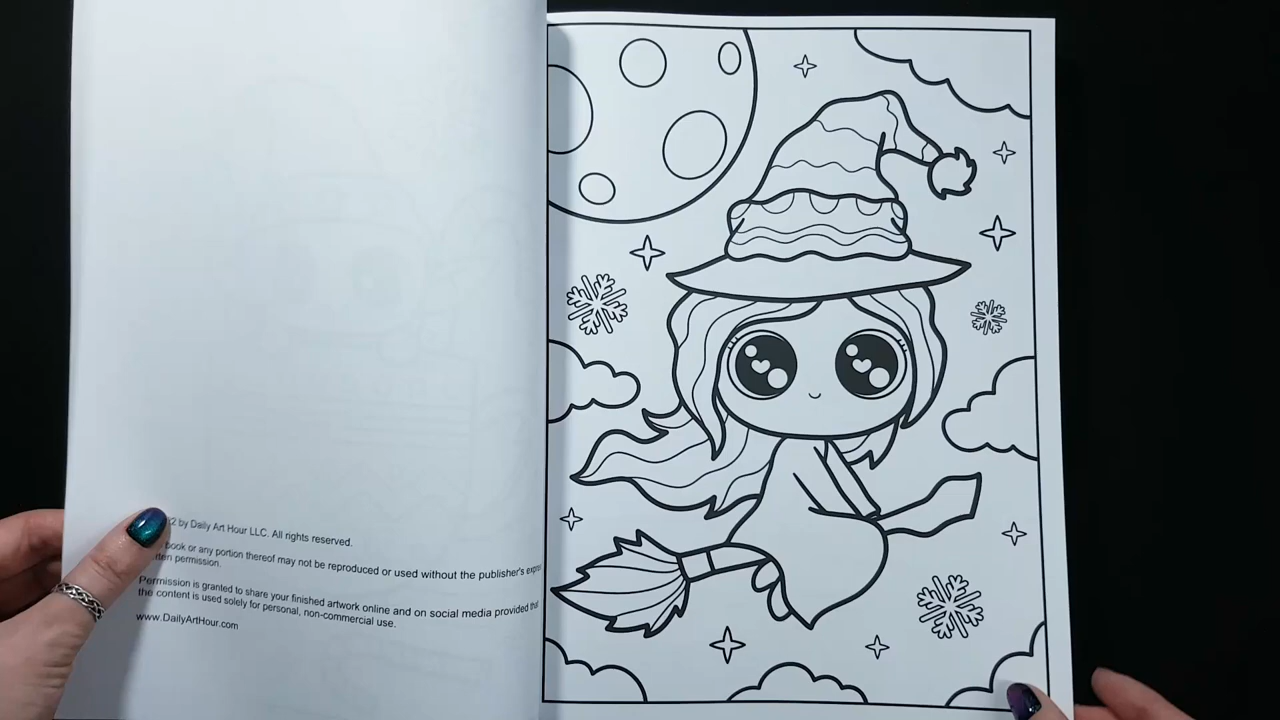 2 by Daily Art Hour LLC. All rights reserved.
book or any portion thereof may not be reproduced or used without the publisher's
permission.
Permission is granted to share your finished artwork online and on social media provided that
the content is used solely for personal, non-commercial use.
www.DailyArtHour.com